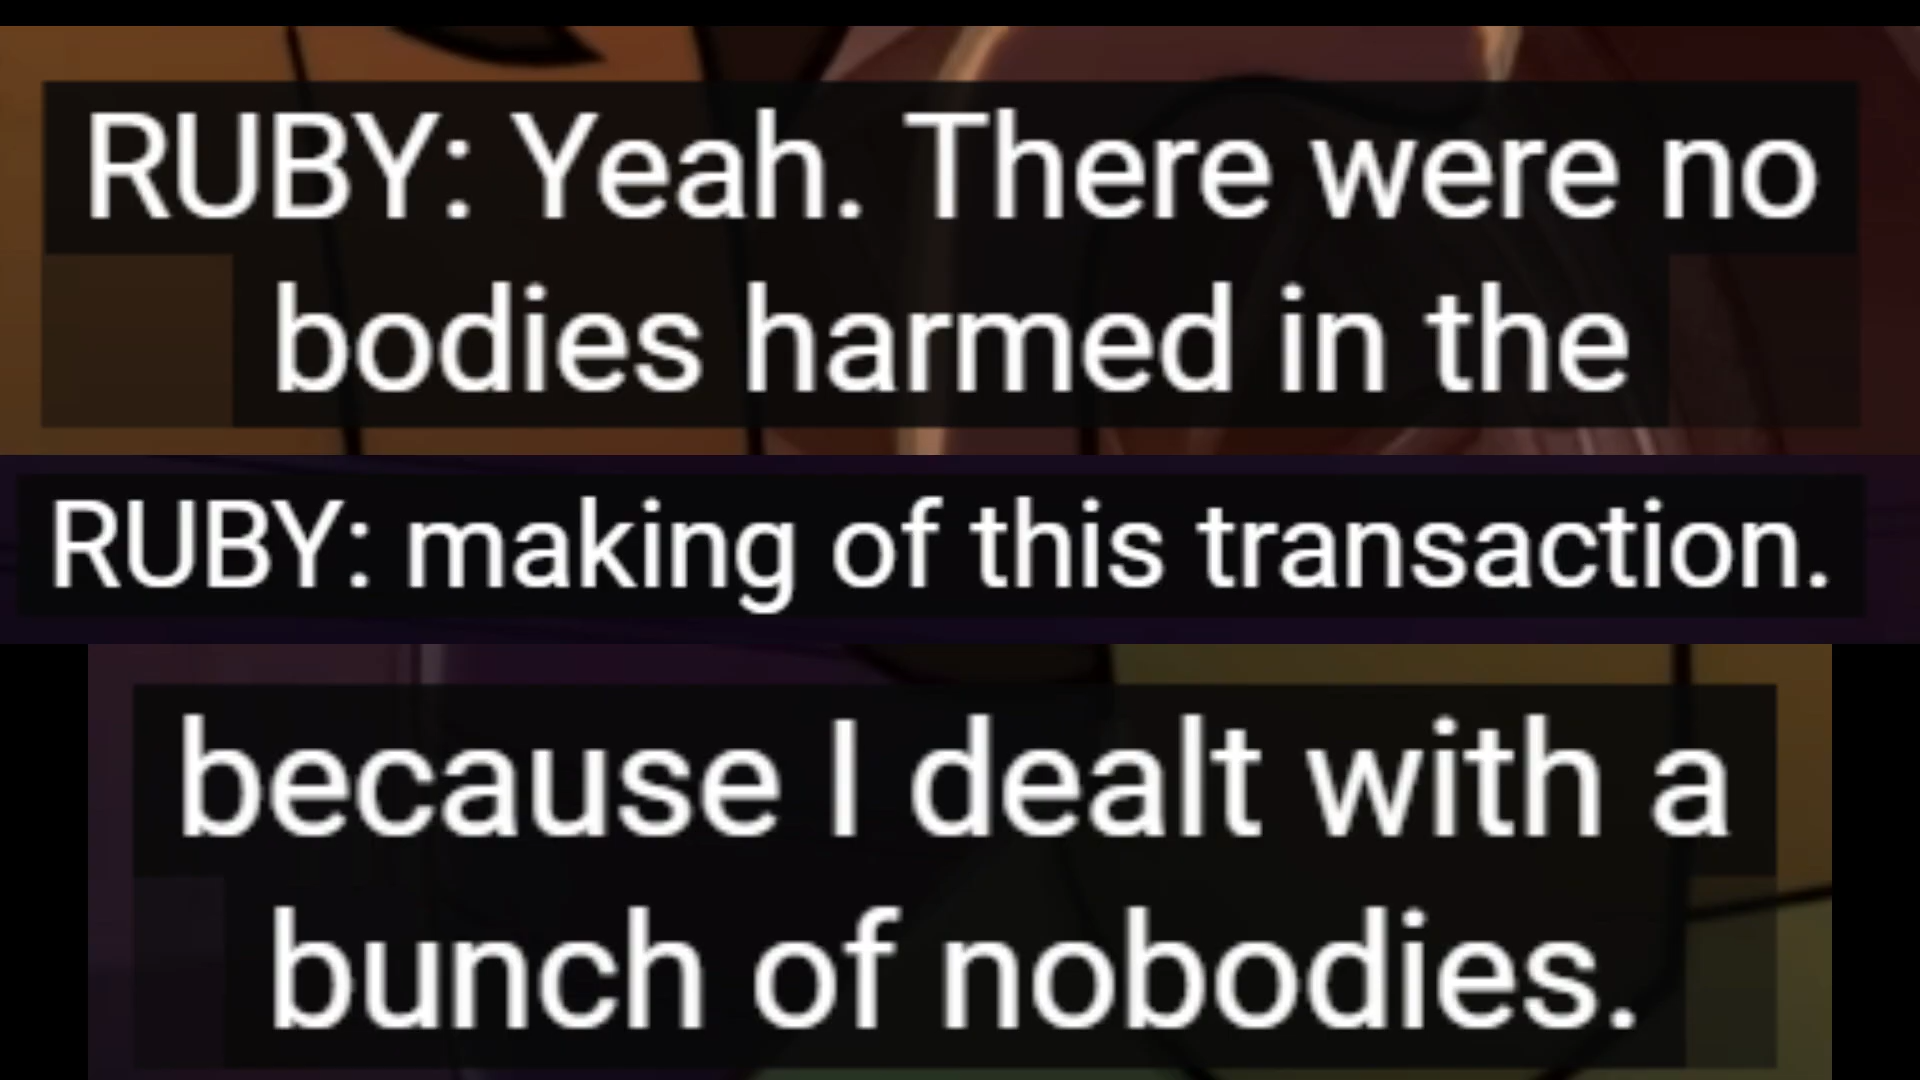 RUBY: Yeah. There were no
bodies harmed in the
RUBY: making of this transaction.
because I dealt with a
bunch of nobodies.